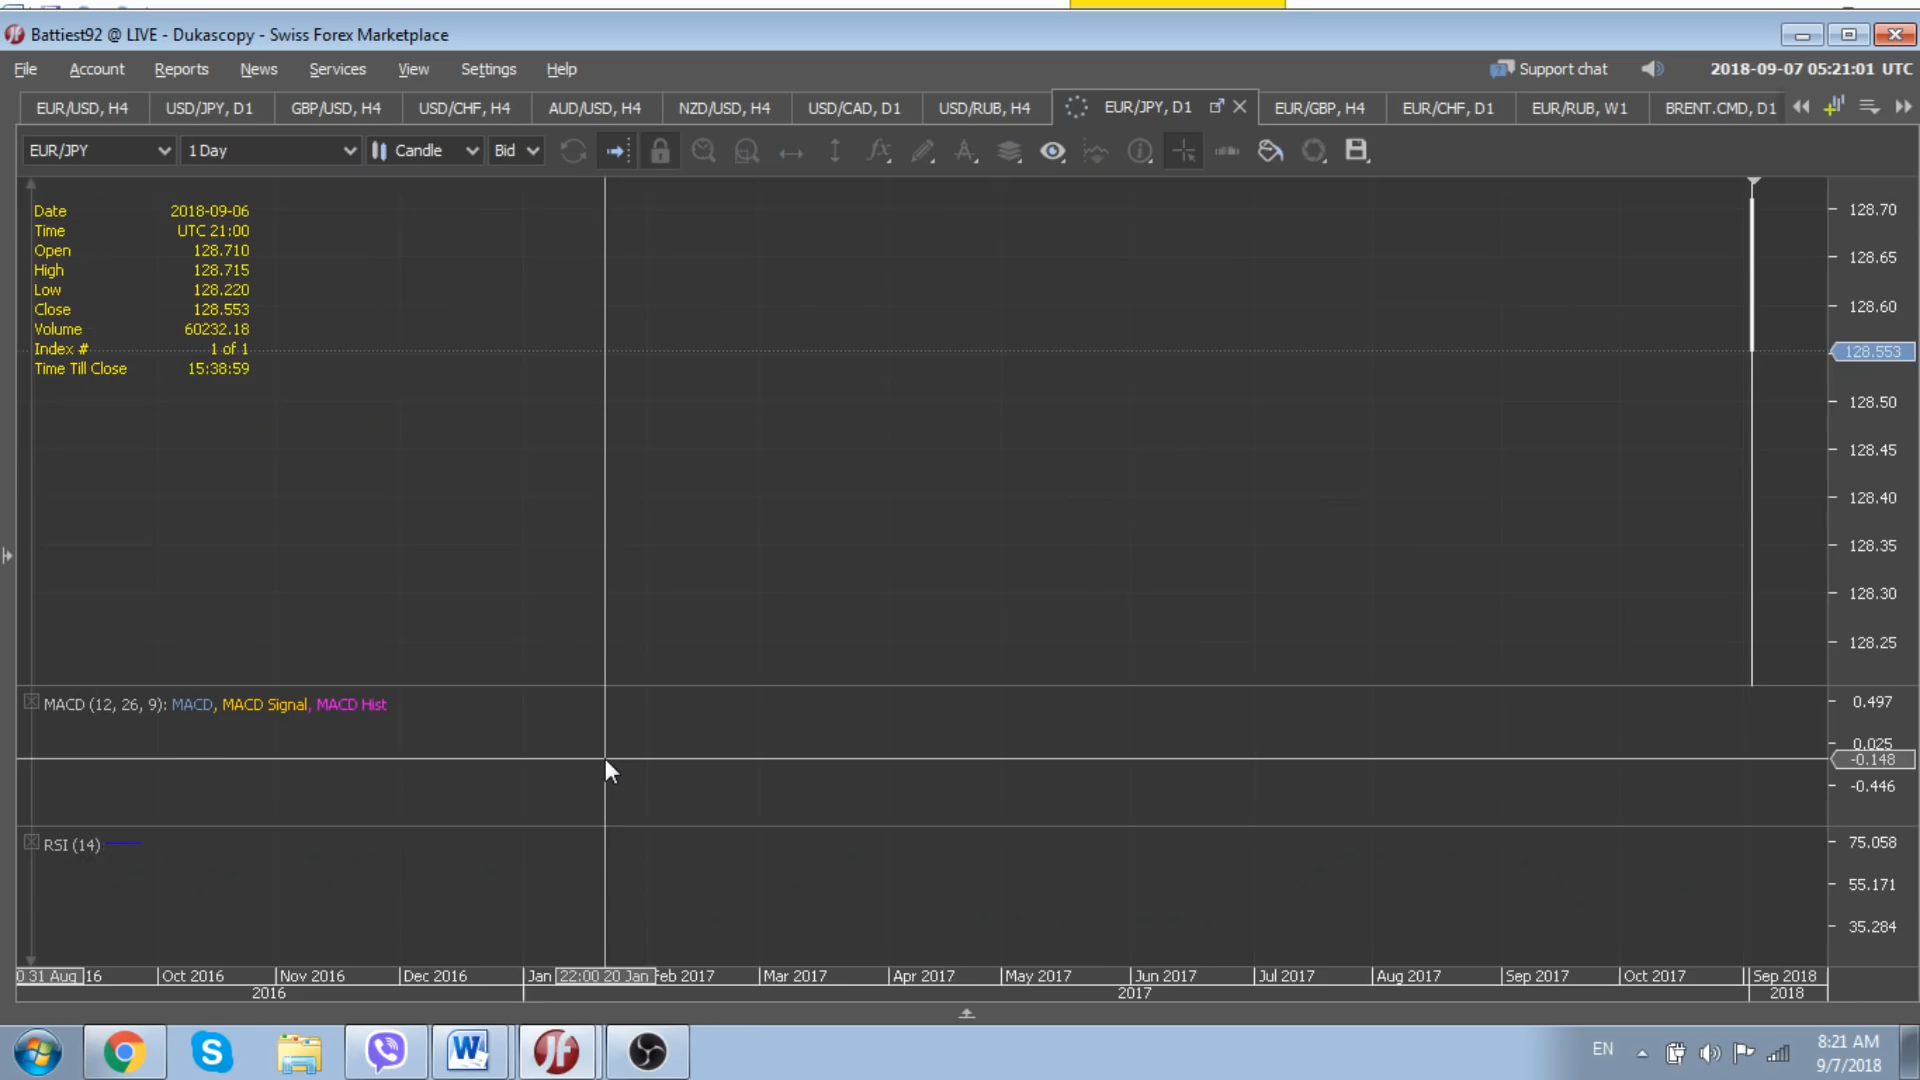 Battiest92 @ LIVE - Dukascopy - Swiss Forex Marketplace
File Account Reports News Services View Settings Help Support chat 2018-09-07 05:21:01 UTC
EUR/USD, H4 USD/JPY, D1 GBP/USD, H4 USD/CHF, H4 AUD/USD, H4 NZD/USD, H4 USD/CAD, D1 USD/RUB, H4 EUR/JPY, D1 EUR/GBP, H4 EUR/CHF, D1 EUR/RUB, W1 BRENT.CMD, D1
EUR/JPY 1 Day Candle Bid
Date 2018-09-06
Time UTC 21:00
Open 128.710
High 128.715
Low 128.220
Close 128.553
Volume 60232.18
Index # 1 of 1
Time Till Close 15:38:59
128.70
128.65
128.60
128.553
128.50
128.45
128.40
128.35
128.30
128.25
MACD (12, 26, 9): MACD, MACD Signal, MACD Hist
0.497
0.025
-0.148
-0.446
RSI (14)
75.058
55.171
35.284
0 31 Aug 16 Oct 2016 Nov 2016 Dec 2016 Jan 22:00 20 Jan Feb 2017 Mar 2017 Apr 2017 May 2017 Jun 2017 Jul 2017 Aug 2017 Sep 2017 Oct 2017 Sep 2018
2016 2017 2018
EN
8:21 AM
9/7/2018